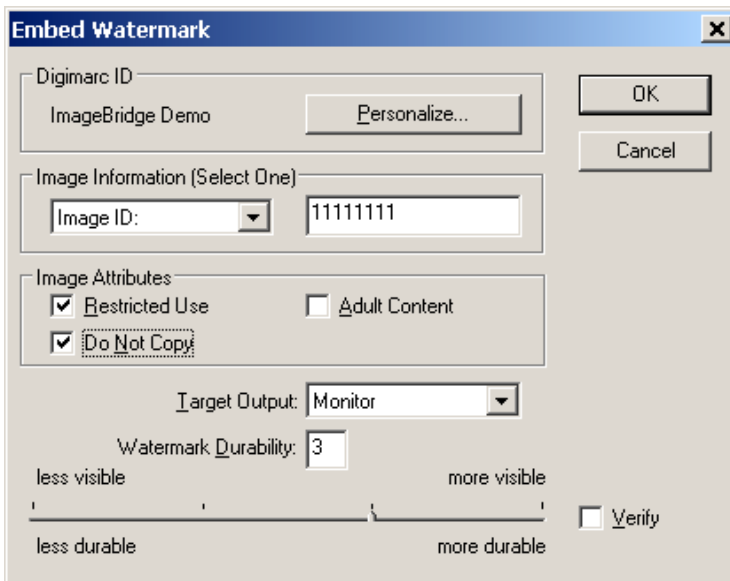 Embed Watermark
Digimarc ID
ImageBridge Demo
Personalize...
OK
Cancel
Image Information (Select One)
Image ID:
11111111
Image Attributes
Restricted Use
Adult Content
Do Not Copy
Target Output: Monitor
Watermark Durability: 3
less visible
more visible
less durable
more durable
Verify